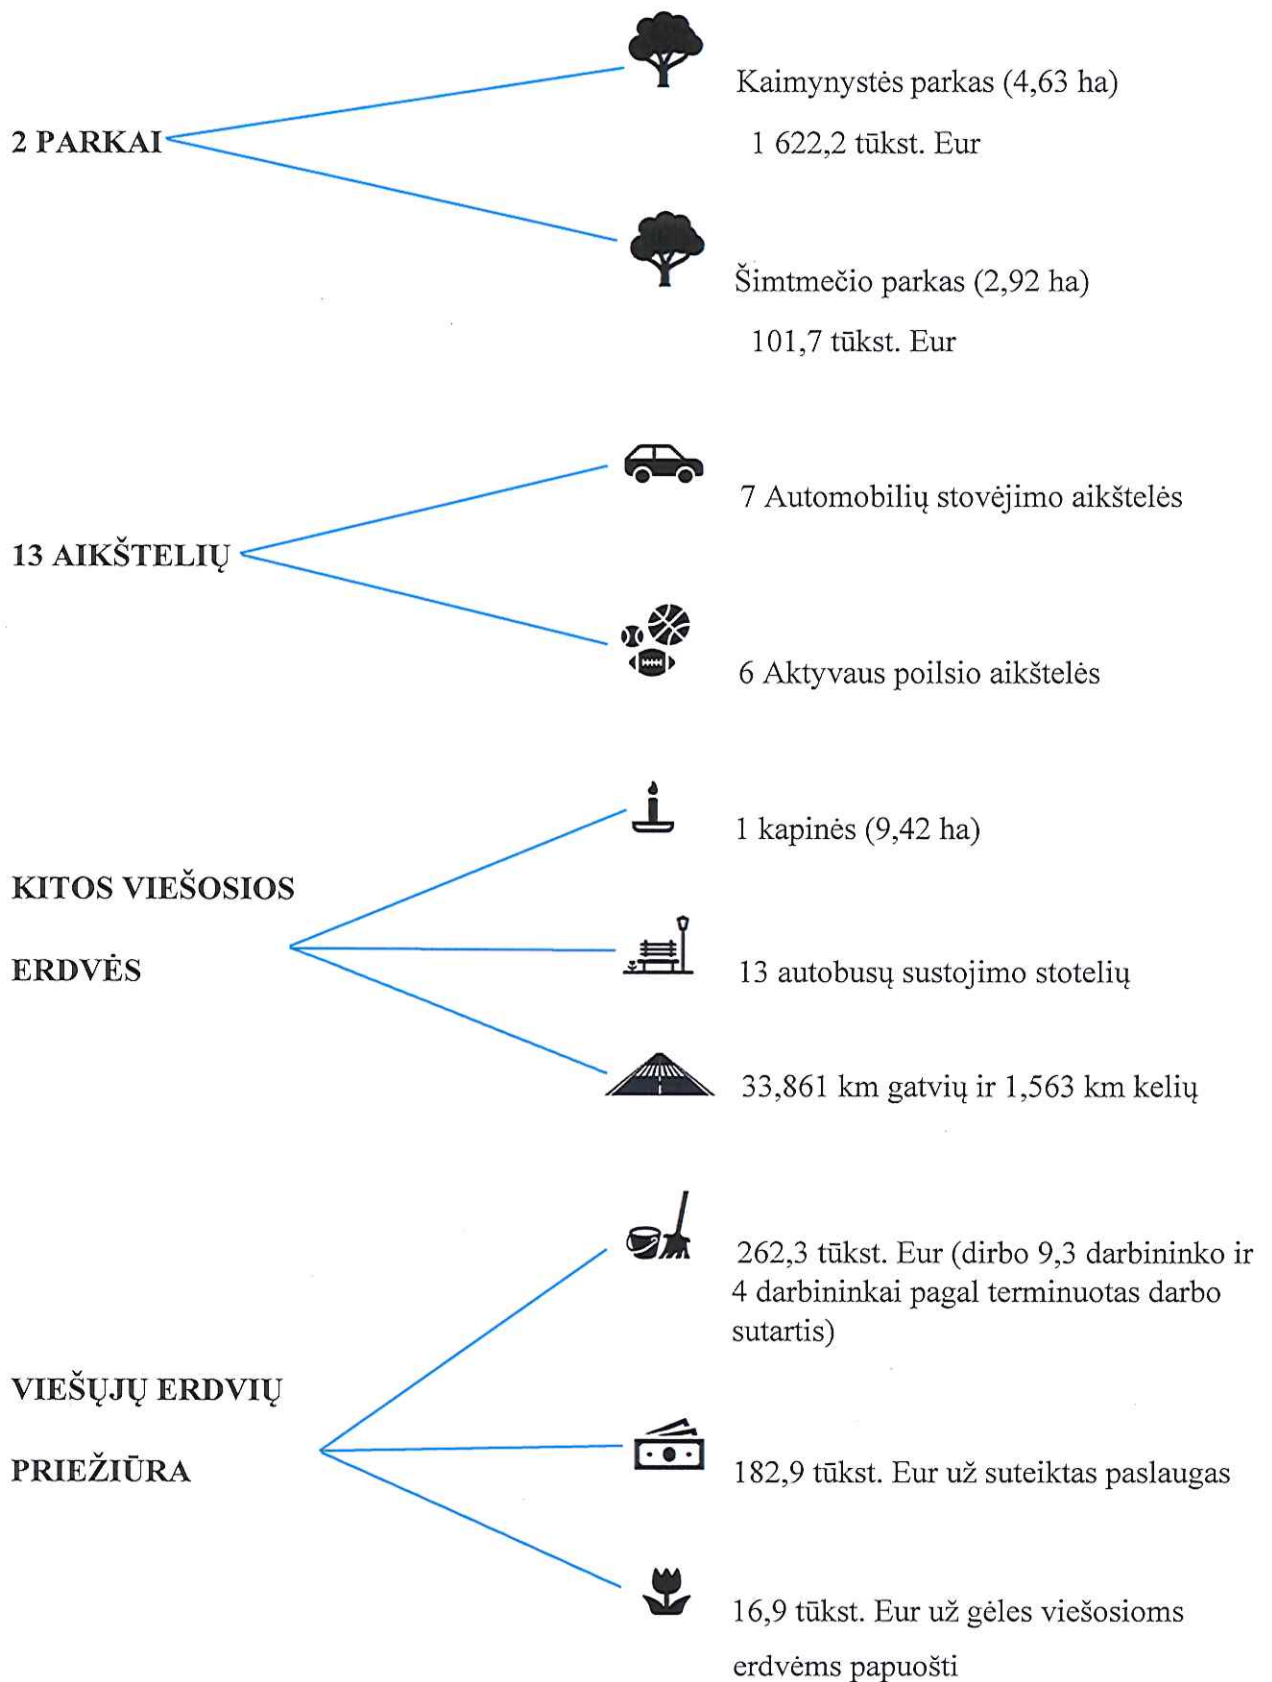 2 PARKAI
Kaimynystės parkas (4,63 ha)
1 622,2 tūkst. Eur
Šimtmečio parkas (2,92 ha)
101,7 tūkst. Eur
13 AIKŠTELIŲ
7 Automobilių stovėjimo aikštelės
6 Aktyvaus poilsio aikštelės
KITOS VIEŠOSIOS
ERDVĖS
1 kapinės (9,42 ha)
13 autobusų sustojimo stotelių
33,861 km gatvių ir 1,563 km kelių
VIEŠŲJŲ ERDVIŲ
PRIEŽIŪRA
262,3 tūkst. Eur (dirbo 9,3 darbininko ir
4 darbininkai pagal terminuotas darbo
sutartis)
182,9 tūkst. Eur už suteiktas paslaugas
16,9 tūkst. Eur už gėles viešosioms
erdvėms papuošti